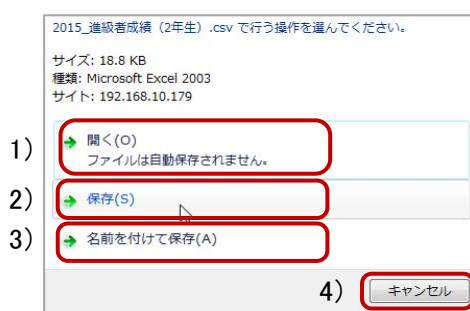 2015_進級者成績（2年生）.csv で行う操作を選んでください。
サイズ: 18.8 KB
種類: Microsoft Excel 2003
サイト: 192.168.10.179
1） 開く(O)
ファイルは自動保存されません。
2） 保存(S)
3） 名前を付けて保存(A)
4） キャンセル